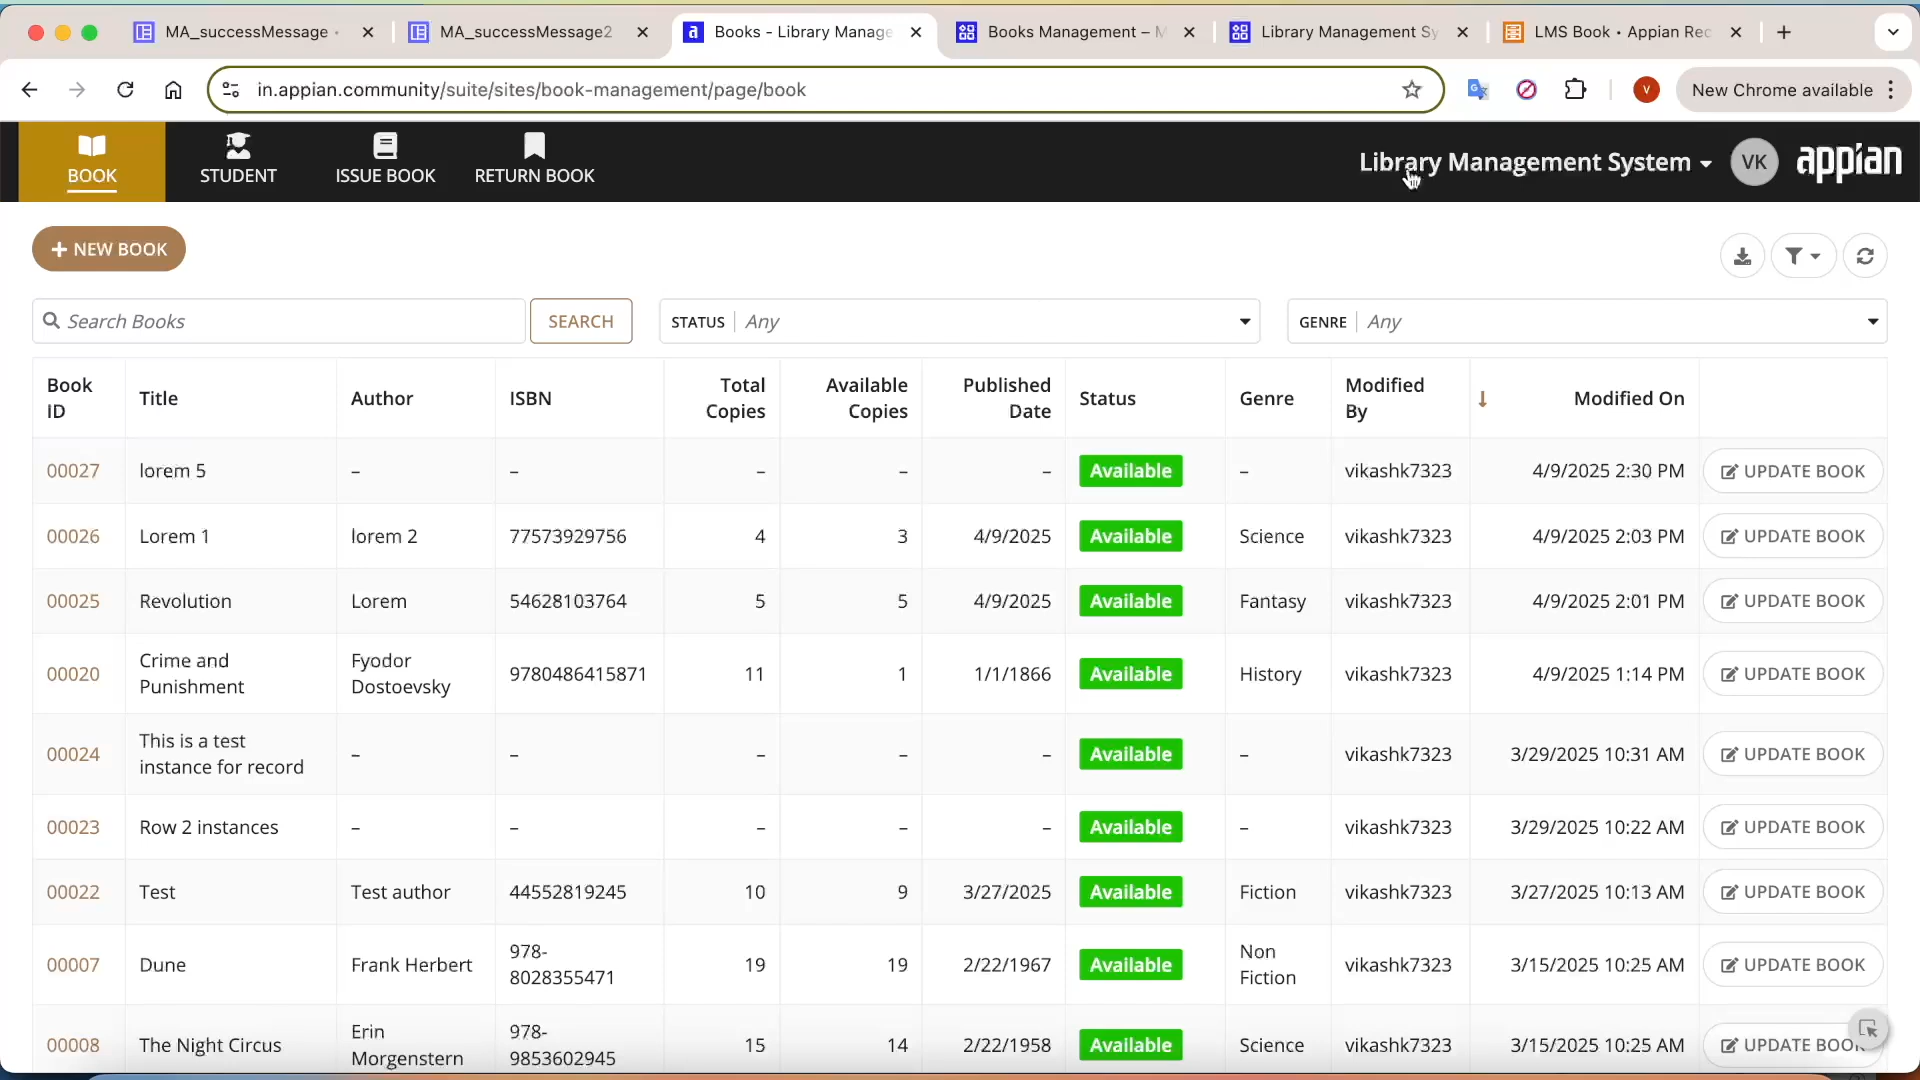 MA_successMessage
MA_successMessage2
Books - Library Manage
Books Management – M
Library Management Sy
LMS Book • Appian Rec
in.appian.community/suite/sites/book-management/page/book
V
New Chrome available
BOOK
STUDENT
ISSUE BOOK
RETURN BOOK
Library Management System
VK
appian
NEW BOOK
Search Books
SEARCH
STATUS Any
GENRE Any
Book ID Title Author ISBN Total Copies Available Copies Published Date Status Genre Modified By Modified On
00027 lorem 5 – – – – – Available – vikashk7323 4/9/2025 2:30 PM UPDATE BOOK
00026 Lorem 1 lorem 2 77573929756 4 3 4/9/2025 Available Science vikashk7323 4/9/2025 2:03 PM UPDATE BOOK
00025 Revolution Lorem 54628103764 5 5 4/9/2025 Available Fantasy vikashk7323 4/9/2025 2:01 PM UPDATE BOOK
00020 Crime and Punishment Fyodor Dostoevsky 9780486415871 11 1 1/1/1866 Available History vikashk7323 4/9/2025 1:14 PM UPDATE BOOK
00024 This is a test instance for record – – – – – Available – vikashk7323 3/29/2025 10:31 AM UPDATE BOOK
00023 Row 2 instances – – – – – Available – vikashk7323 3/29/2025 10:22 AM UPDATE BOOK
00022 Test Test author 44552819245 10 9 3/27/2025 Available Fiction vikashk7323 3/27/2025 10:13 AM UPDATE BOOK
00007 Dune Frank Herbert 978-8028355471 19 19 2/22/1967 Available Non Fiction vikashk7323 3/15/2025 10:25 AM UPDATE BOOK
00008 The Night Circus Erin Morgenstern 978-9853602945 15 14 2/22/1958 Available Science vikashk7323 3/15/2025 10:25 AM UPDATE BOOK